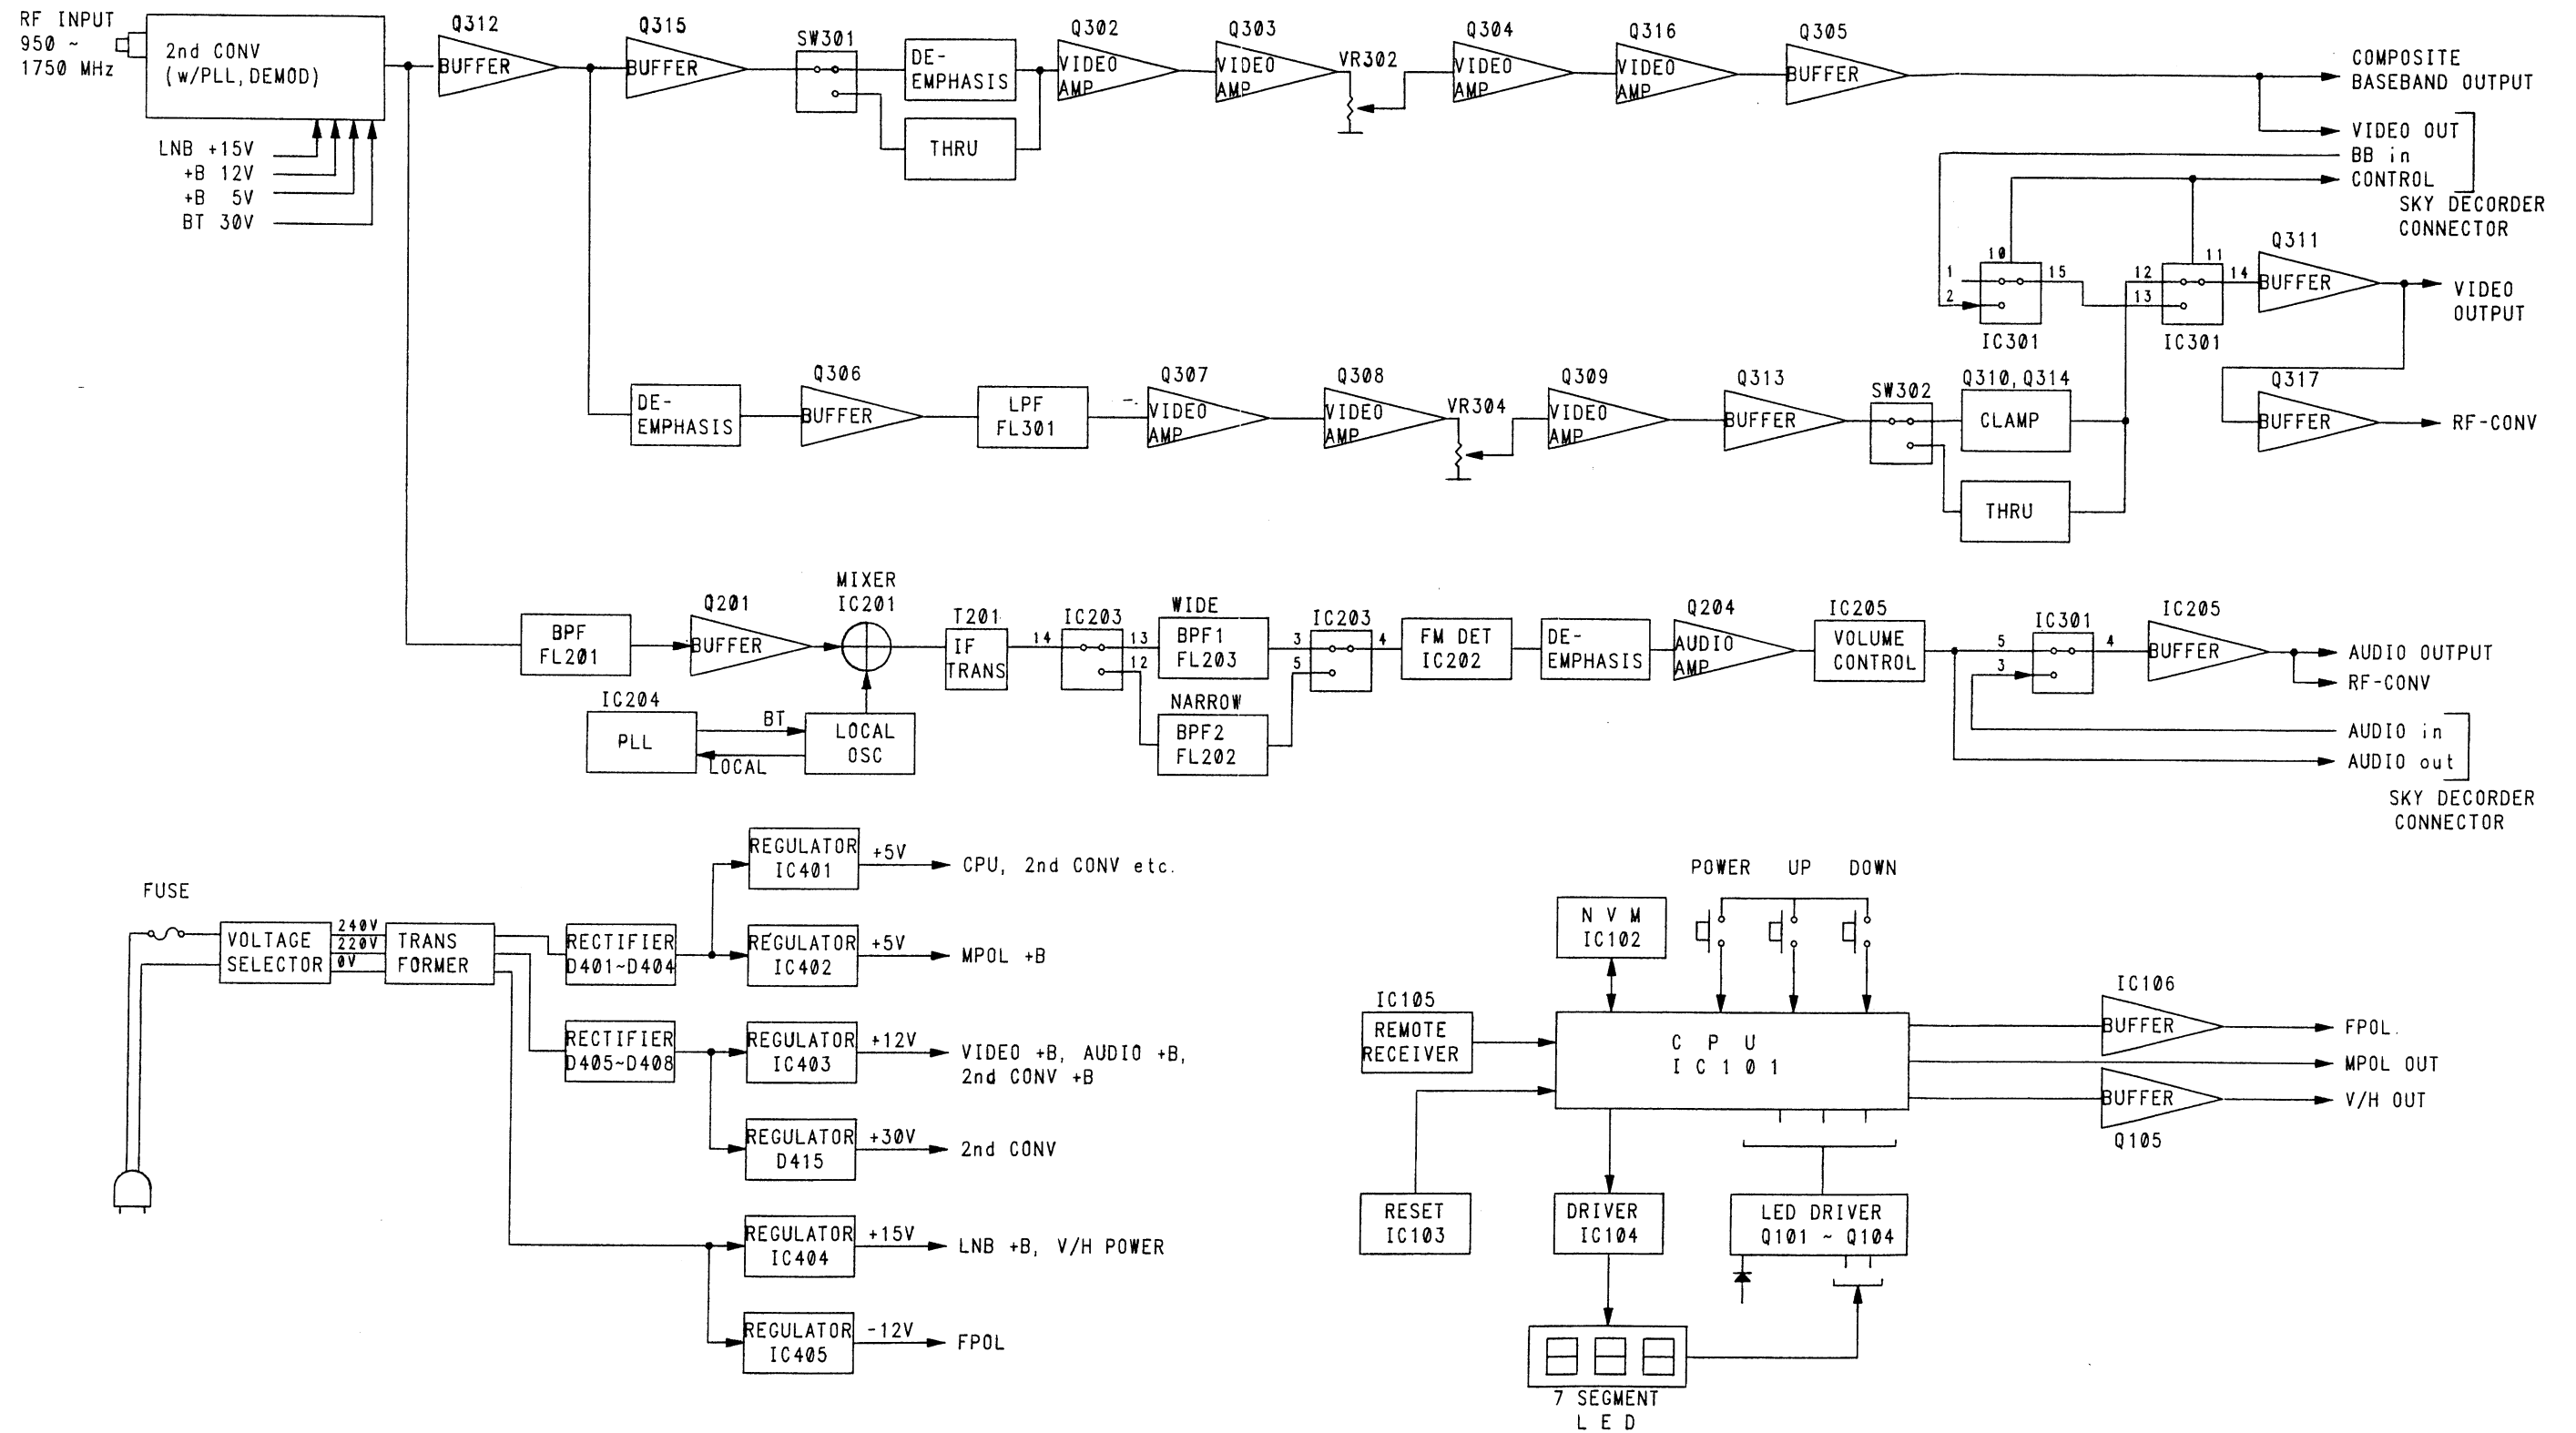 RF INPUT
950 ~
1750 MHz
2nd CONV
(w/PLL, DEMOD)
LNB +15V
+B 12V
+B 5V
BT 30V
Q312
BUFFER
Q315
BUFFER
SW301
DE-
EMPHASIS
THRU
Q302
VIDEO
AMP
Q303
VIDEO
AMP
VR302
Q304
VIDEO
AMP
Q316
VIDEO
AMP
Q305
BUFFER
COMPOSITE
BASEBAND OUTPUT
VIDEO OUT
BB in
CONTROL
SKY DECORDER
CONNECTOR
10
1
2
15
IC301
11
12
13
14
IC301
Q311
BUFFER
VIDEO
OUTPUT
Q317
BUFFER
RF-CONV
DE-
EMPHASIS
Q306
BUFFER
LPF
FL301
Q307
VIDEO
AMP
Q308
VIDEO
AMP
VR304
Q309
VIDEO
AMP
Q313
BUFFER
SW302
Q310, Q314
CLAMP
THRU
BPF
FL201
Q201
BUFFER
MIXER
IC201
T201
IF
TRANS
14
IC203
13
12
WIDE
BPF1
FL203
NARROW
BPF2
FL202
3
5
IC203
4
FM DET
IC202
DE-
EMPHASIS
Q204
AUDIO
AMP
IC205
VOLUME
CONTROL
5
3
IC301
4
IC205
BUFFER
AUDIO OUTPUT
RF-CONV
AUDIO in
AUDIO out
SKY DECORDER
CONNECTOR
IC204
PLL
BT
LOCAL
LOCAL
OSC
FUSE
VOLTAGE
SELECTOR
240V
220V
0V
TRANS
FORMER
RECTIFIER
D401~D404
RECTIFIER
D405~D408
REGULATOR
IC401
+5V
CPU, 2nd CONV etc.
REGULATOR
IC402
+5V
MPOL +B
REGULATOR
IC403
+12V
VIDEO +B, AUDIO +B,
2nd CONV +B
REGULATOR
D415
+30V
2nd CONV
REGULATOR
IC404
+15V
LNB +B, V/H POWER
REGULATOR
IC405
-12V
FPOL
POWER UP DOWN
N V M
IC102
IC105
REMOTE
RECEIVER
C P U
I C 1 0 1
RESET
IC103
DRIVER
IC104
LED DRIVER
Q101 ~ Q104
7 SEGMENT
L E D
IC106
BUFFER
FPOL.
MPOL OUT
BUFFER
Q105
V/H OUT